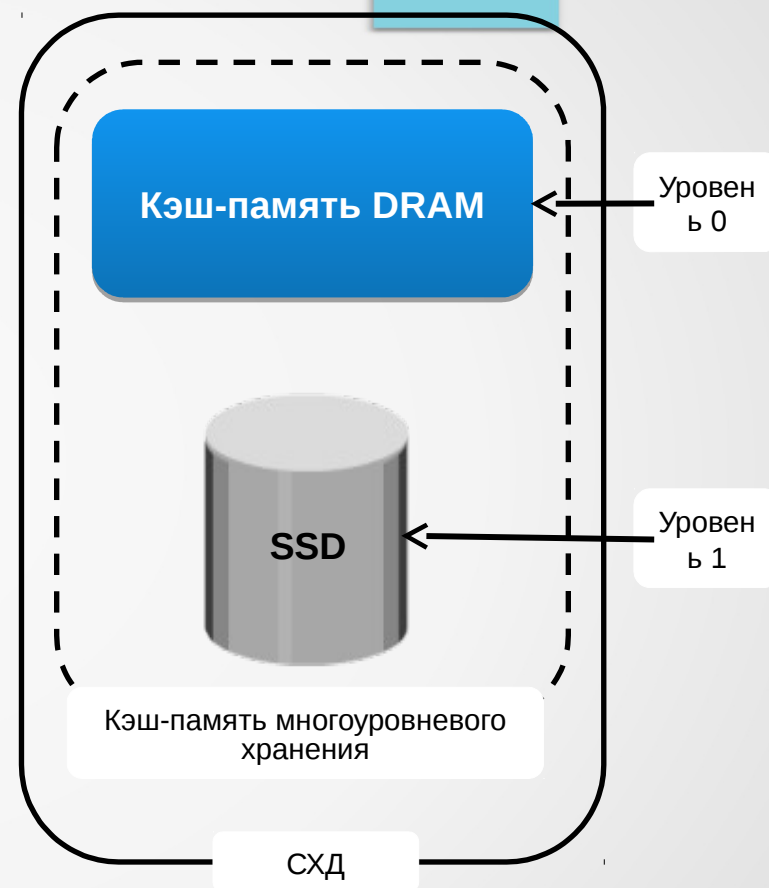 Кэш-память DRAM
Уровен
ь 0
SSD
Уровен
ь 1
Кэш-память многоуровневого
хранения
СХД